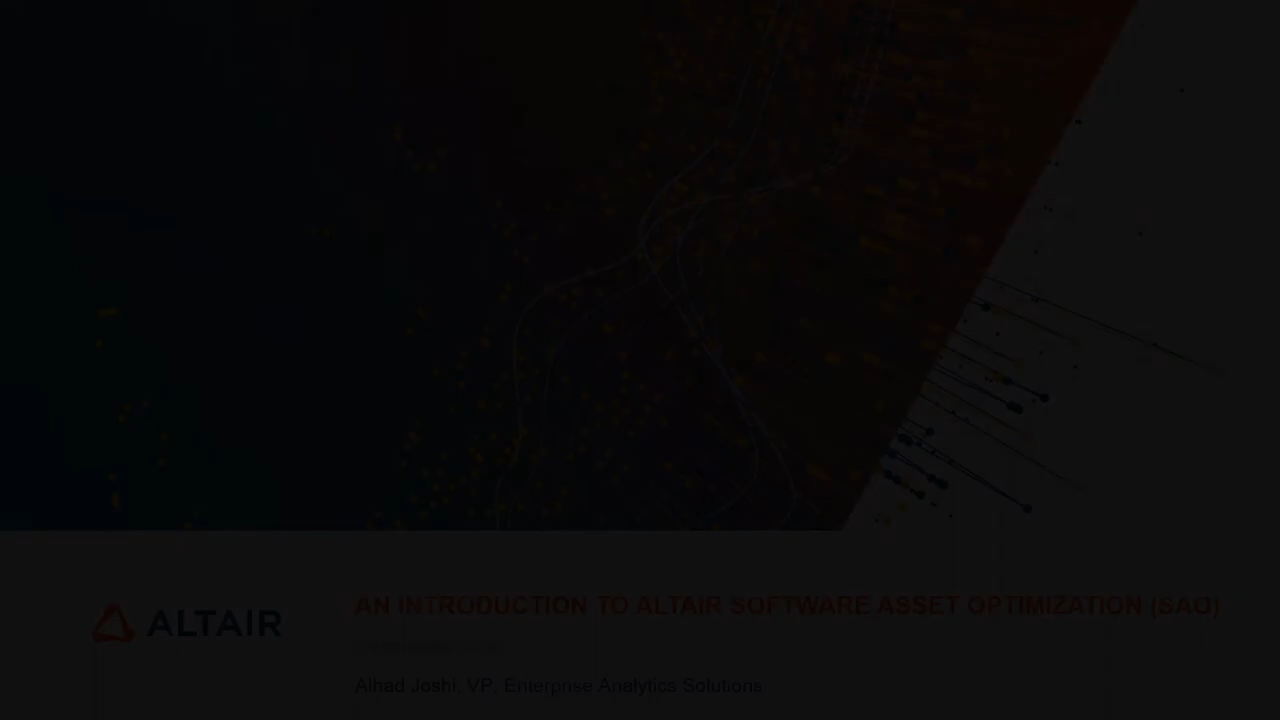 ALTAIR
AN INTRODUCTION TO ALTAIR SOFTWARE ASSET OPTIMIZATION (SAO)
Alhad Joshi, VP, Enterprise Analytics Solutions